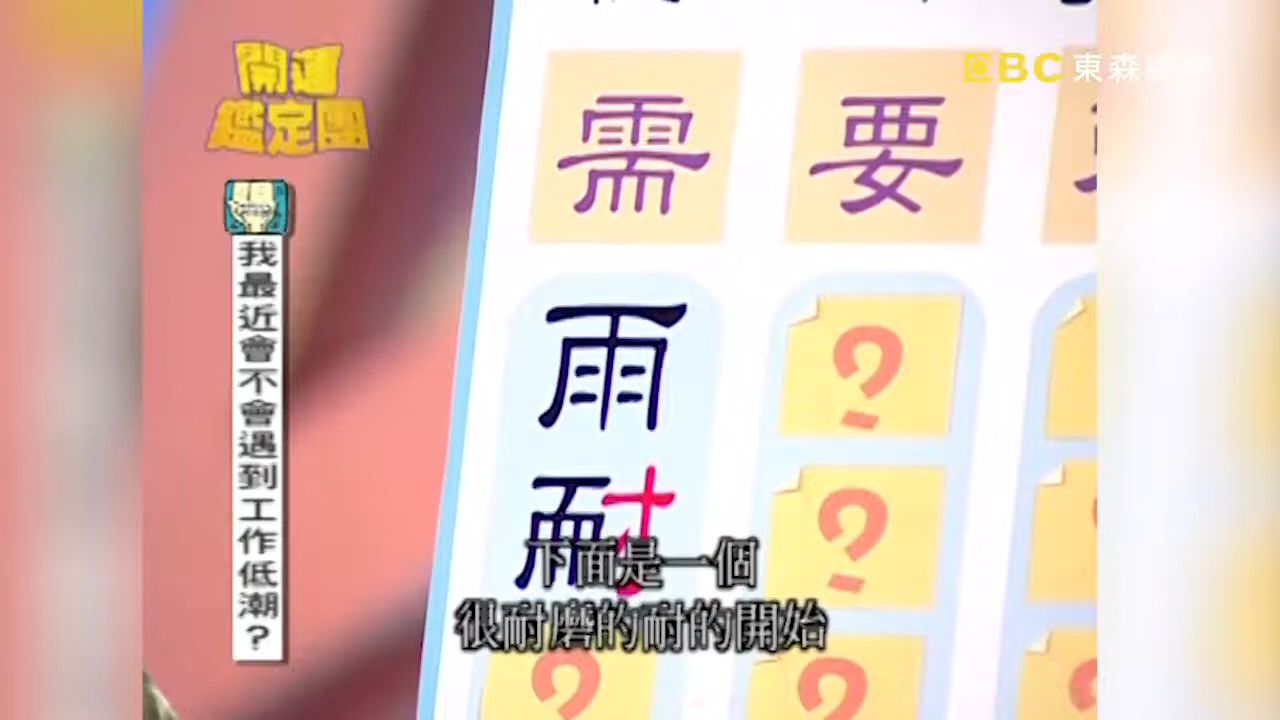 開運
鑑定團
EBC 東森
我最近會不會遇到工作低潮？
需 要
雨 ?
耐 ?
? ?
下面是一個
很耐磨的耐的開始